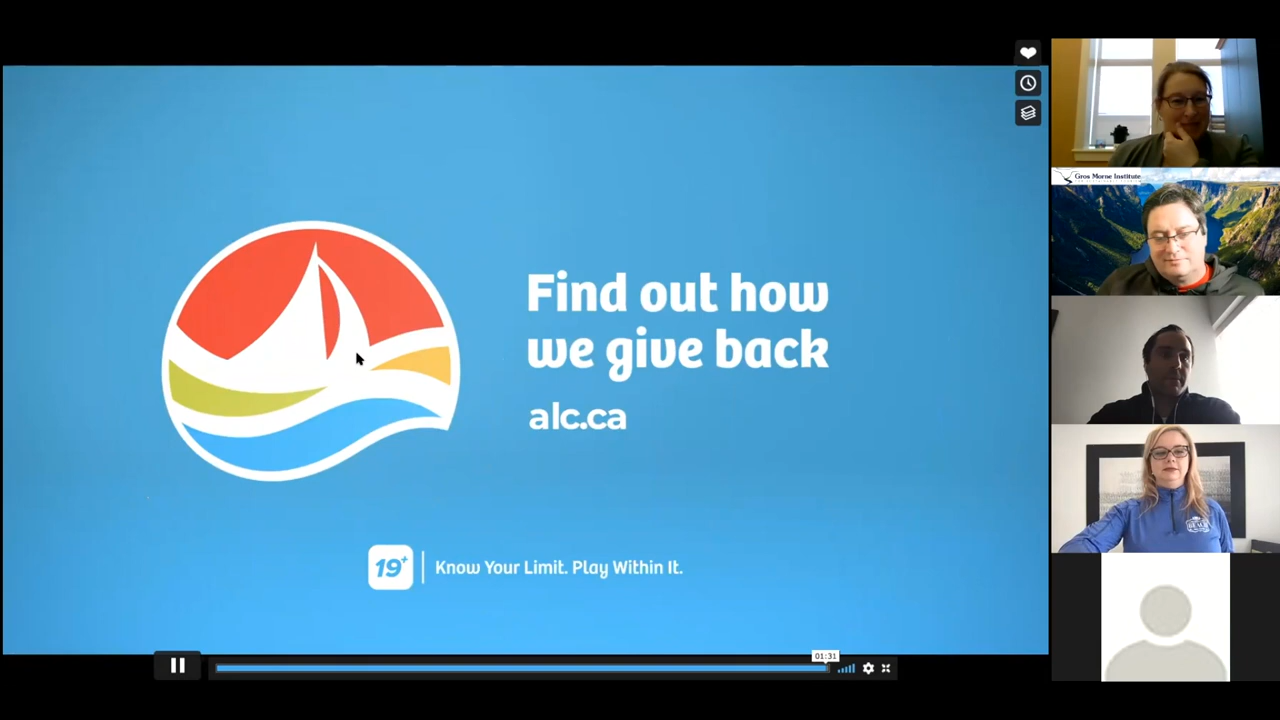 Find out how
we give back
alc.ca
19+
Know Your Limit. Play Within It.
01:31
Gros Morne Institute
BEACH